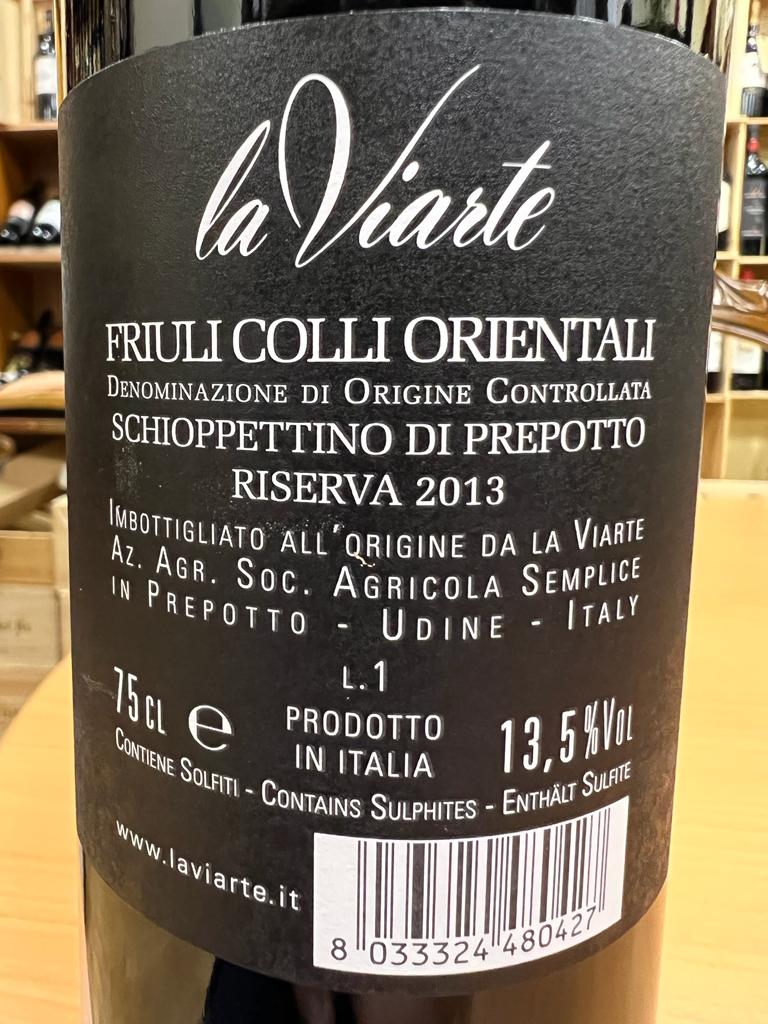 la Viarte
FRIULI COLLI ORIENTALI
DENOMINAZIONE DI ORIGINE CONTROLLATA
SCHIOPPETTINO DI PREPOTTO
RISERVA 2013
IMBOTTIGLIATO ALL'ORIGINE DA LA VIARTE
AZ. AGR. SOC. AGRICOLA SEMPLICE
IN PREPOTTO - UDINE - ITALY
L.1
75CL e PRODOTTO 13,5%VOL
IN ITALIA
CONTIENE SOLFITI - CONTAINS SULPHITES - ENTHÄLT SULFITE
www.laviarte.it
8 033324 480427